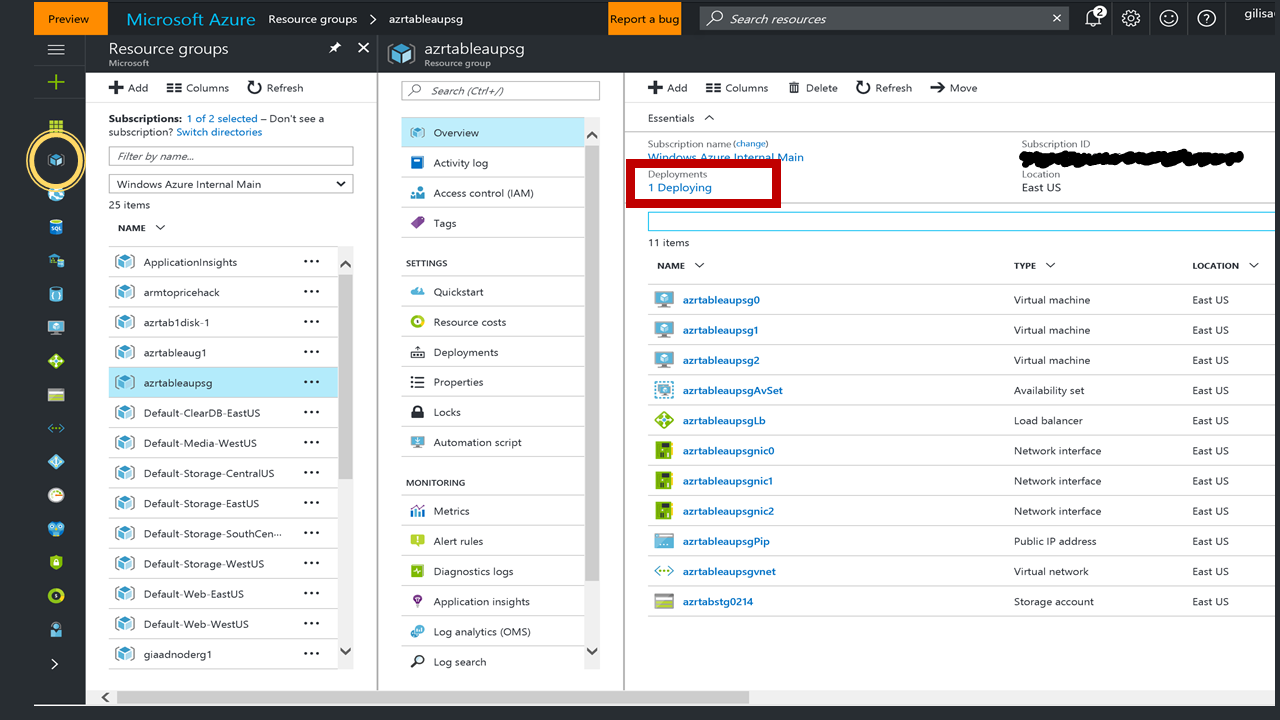 Preview
Microsoft Azure Resource groups > azrtableaupsg
Report a bug
Search resources
2
gilisa
Resource groups
Microsoft
Add Columns Refresh
Subscriptions: 1 of 2 selected – Don't see a
subscription? Switch directories
Filter by name...
Windows Azure Internal Main
25 items
NAME
ApplicationInsights
armtopricehack
azrtab1disk-1
azrtableaug1
azrtableaupsg
Default-ClearDB-EastUS
Default-Media-WestUS
Default-Storage-CentralUS
Default-Storage-EastUS
Default-Storage-SouthCen...
Default-Storage-WestUS
Default-Web-EastUS
Default-Web-WestUS
giaadnoderg1
SQL
azrtableaupsg
Resource group
Search (Ctrl+/)
Overview
Activity log
Access control (IAM)
Tags
SETTINGS
Quickstart
Resource costs
Deployments
Properties
Locks
Automation script
MONITORING
Metrics
Alert rules
Diagnostics logs
Application insights
Log analytics (OMS)
Log search
Add Columns Delete Refresh Move
Essentials
Subscription name (change)
Windows Azure Internal Main
Deployments
1 Deploying
Subscription ID
Location
East US
11 items
NAME TYPE LOCATION
azrtableaupsg0 Virtual machine East US
azrtableaupsg1 Virtual machine East US
azrtableaupsg2 Virtual machine East US
azrtableaupsgAvSet Availability set East US
azrtableaupsgLb Load balancer East US
azrtableaupsgnic0 Network interface East US
azrtableaupsgnic1 Network interface East US
azrtableaupsgnic2 Network interface East US
azrtableaupsgPip Public IP address East US
azrtableaupsgvnet Virtual network East US
azrtabstg0214 Storage account East US